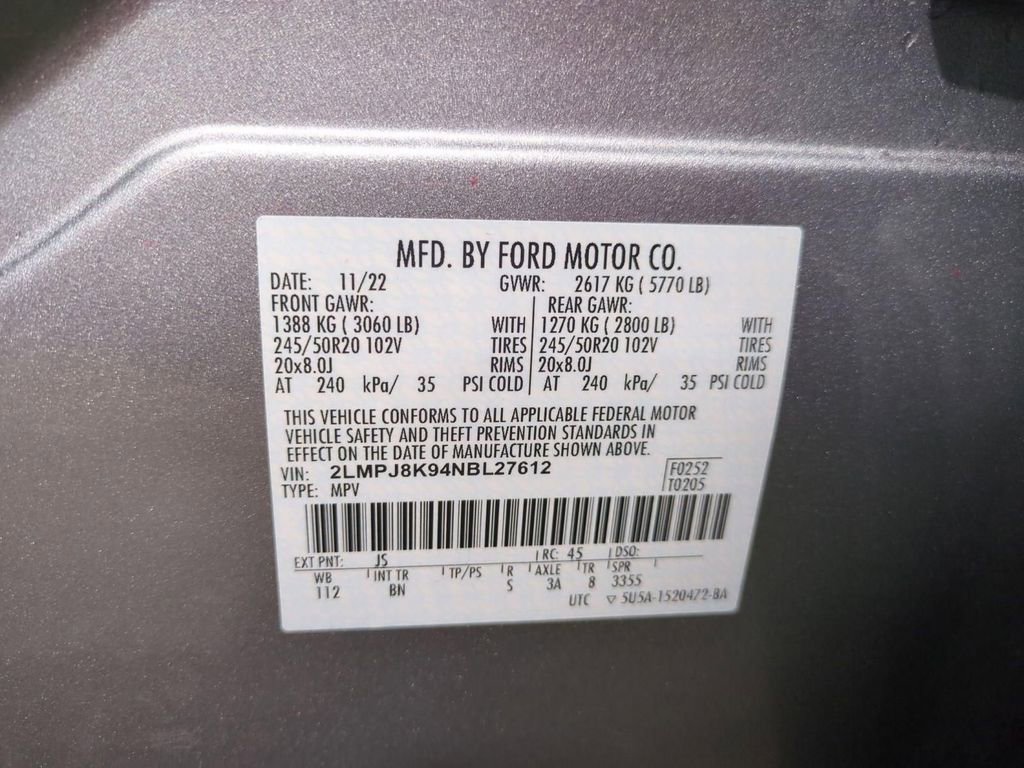 MFD. BY FORD MOTOR CO.
DATE: 11/22 GVWR: 2617 KG ( 5770 LB)
FRONT GAWR: REAR GAWR:
1388 KG ( 3060 LB) WITH 1270 KG ( 2800 LB) WITH
245/50R20 102V TIRES 245/50R20 102V TIRES
20x8.0J RIMS 20x8.0J RIMS
AT 240 kPa/ 35 PSI COLD AT 240 kPa/ 35 PSI COLD
THIS VEHICLE CONFORMS TO ALL APPLICABLE FEDERAL MOTOR
VEHICLE SAFETY AND THEFT PREVENTION STANDARDS IN
EFFECT ON THE DATE OF MANUFACTURE SHOWN ABOVE.
VIN: 2LMPJ8K94NBL27612 F0252
TYPE: MPV T0205
EXT PNT: JS RC: 45 DSO:
WB INT TR TP/PS R AXLE TR SPR
112 BN S 3A 8 3355
UTC ▽ 5U5A-1520472-BA